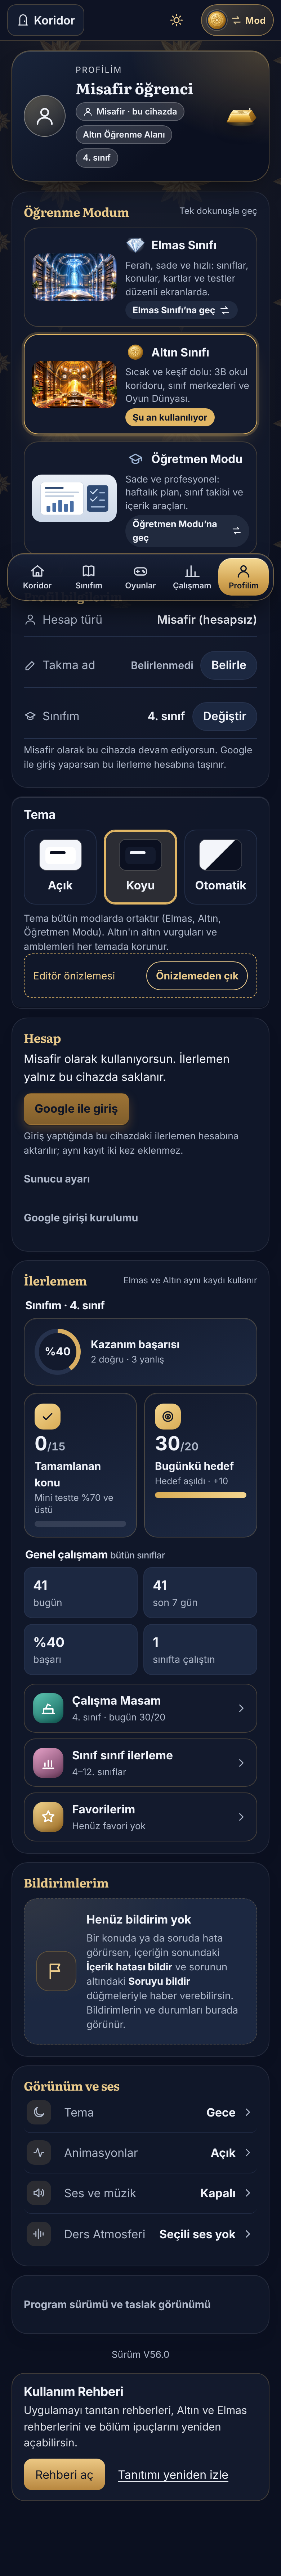 Koridor
Mod
PROFİLİM
Misafir öğrenci
Misafir · bu cihazda
Altın Öğrenme Alanı
4. sınıf
Öğrenme Modum
Tek dokunuşla geç
Elmas Sınıfı
Ferah, sade ve hızlı: sınıflar,
konular, kartlar ve testler
düzenli ekranlarda.
Elmas Sınıfı'na geç
Altın Sınıfı
Sıcak ve keşif dolu: 3B okul
koridoru, sınıf merkezleri ve
Oyun Dünyası.
Şu an kullanılıyor
Öğretmen Modu
Sade ve profesyonel:
haftalık plan, sınıf takibi ve
içerik araçları.
Öğretmen Modu'na
geç
Koridor
Sınıfım
Oyunlar
Çalışmam
Profilim
Hesap türü
Misafir (hesapsız)
Takma ad
Belirlenmedi
Belirle
Sınıfım
4. sınıf
Değiştir
Misafir olarak bu cihazda devam ediyorsun. Google
ile giriş yaparsan bu ilerleme hesabına taşınır.
Tema
Açık
Koyu
Otomatik
Tema bütün modlarda ortaktır (Elmas, Altın,
Öğretmen Modu). Altın'ın altın vurguları ve
amblemleri her temada korunur.
Editör önizlemesi
Önizlemeden çık
Hesap
Misafir olarak kullanıyorsun. İlerlemen
yalnız bu cihazda saklanır.
Google ile giriş
Giriş yaptığında bu cihazdaki ilerlemen hesabına
aktarılır; aynı kayıt iki kez eklenmez.
Sunucu ayarı
Google girişi kurulumu
İlerlemem
Elmas ve Altın aynı kaydı kullanır
Sınıfım · 4. sınıf
%40
Kazanım başarısı
2 doğru · 3 yanlış
0/15
Tamamlanan
konu
Mini testte %70 ve
üstü
30/20
Bugünkü hedef
Hedef aşıldı · +10
Genel çalışmam bütün sınıflar
41
bugün
41
son 7 gün
%40
başarı
1
sınıfta çalıştın
Çalışma Masam
4. sınıf · bugün 30/20
Sınıf sınıf ilerleme
4–12. sınıflar
Favorilerim
Henüz favori yok
Bildirimlerim
Henüz bildirim yok
Bir konuda ya da soruda hata
görürsen, içeriğin sonundaki
İçerik hatası bildir ve sorunun
altındaki Soruyu bildir
düğmeleriyle haber verebilirsin.
Bildirimlerin ve durumları burada
görünür.
Görünüm ve ses
Tema
Gece
Animasyonlar
Açık
Ses ve müzik
Kapalı
Ders Atmosferi
Seçili ses yok
Program sürümü ve taslak görünümü
Sürüm V56.0
Kullanım Rehberi
Uygulamayı tanıtan rehberleri, Altın ve Elmas
rehberlerini ve bölüm ipuçlarını yeniden
açabilirsin.
Rehberi aç
Tanıtımı yeniden izle